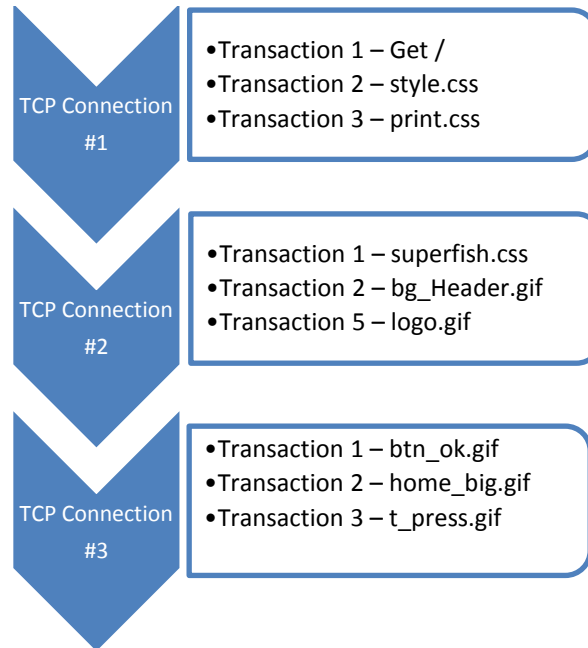 TCP Connection
#1
•Transaction 1 – Get /
•Transaction 2 – style.css
•Transaction 3 – print.css
TCP Connection
#2
•Transaction 1 – superfish.css
•Transaction 2 – bg_Header.gif
•Transaction 5 – logo.gif
TCP Connection
#3
•Transaction 1 – btn_ok.gif
•Transaction 2 – home_big.gif
•Transaction 3 – t_press.gif